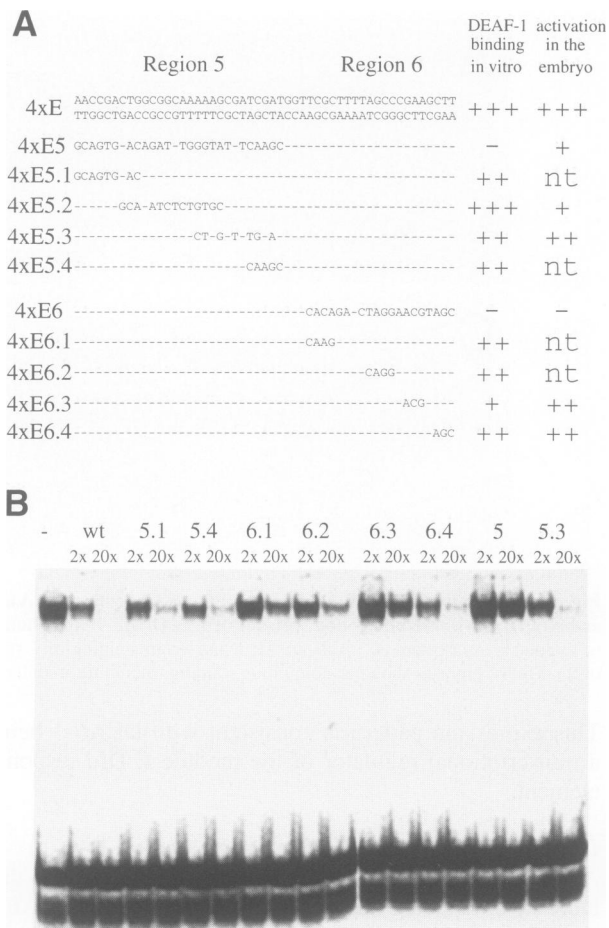 A
DEAF-1 activation
binding in the
in vitro embryo
Region 5 Region 6
4xE AACCGACTGGCGGCAAAAAGCGATCGATGGTTCGCTTTTAGCCCGAAGCTT +++ +++
TTGGCTGACCGCCGTTTTTCGCTAGCTACCAAGCGAAAATCGGGCTTCGAA
4xE5 GCAGTG-ACAGAT-TGGGTAT-TCAAGC----------------------- - +
4xE5.1 GCAGTG-AC------------------------------------------ ++ nt
4xE5.2 ------GCA-ATCTCTGTGC------------------------------- +++ +
4xE5.3 ----------------CT-G-T-TG-A------------------------ ++ ++
4xE5.4 -----------------------CAAGC----------------------- ++ nt
4xE6 -------------------------------CACAGA-CTAGGAACGTAGC - -
4xE6.1 -------------------------------CAAG---------------- ++ nt
4xE6.2 ---------------------------------------CAGG-------- ++ nt
4xE6.3 --------------------------------------------ACG---- + ++
4xE6.4 ------------------------------------------------AGC ++ ++
B
- wt 5.1 5.4 6.1 6.2 6.3 6.4 5 5.3
2x 20x 2x 20x 2x 20x 2x 20x 2x 20x 2x 20x 2x 20x 2x 20x 2x 20x